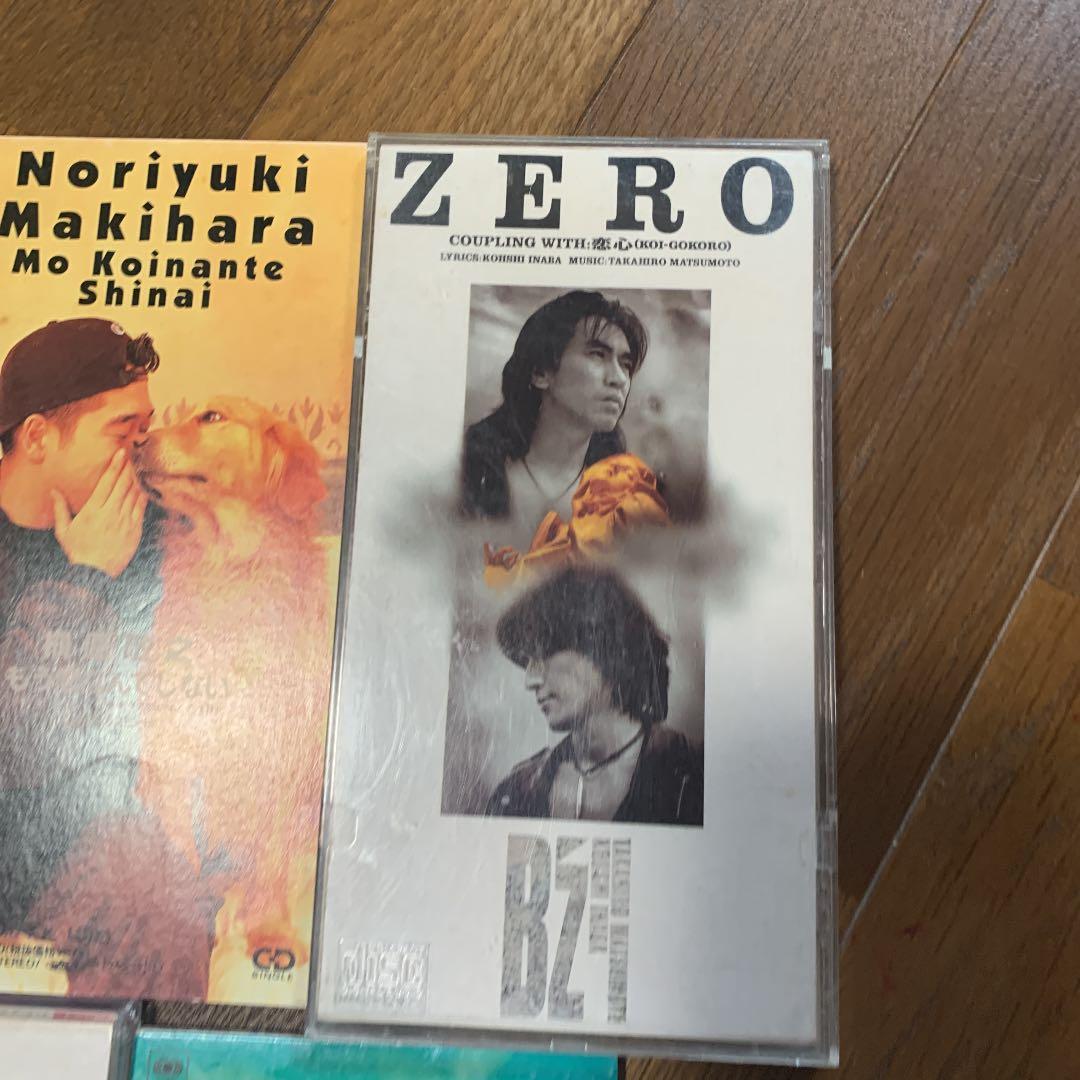 Noriyuki
Makihara
Mo Koinante
Shinai
SINGLE
ZERO
COUPLING WITH:恋心(KOI-GOKORO)
LYRICS:KOHSHI INABA MUSIC:TAKAHIRO MATSUMOTO
B'z